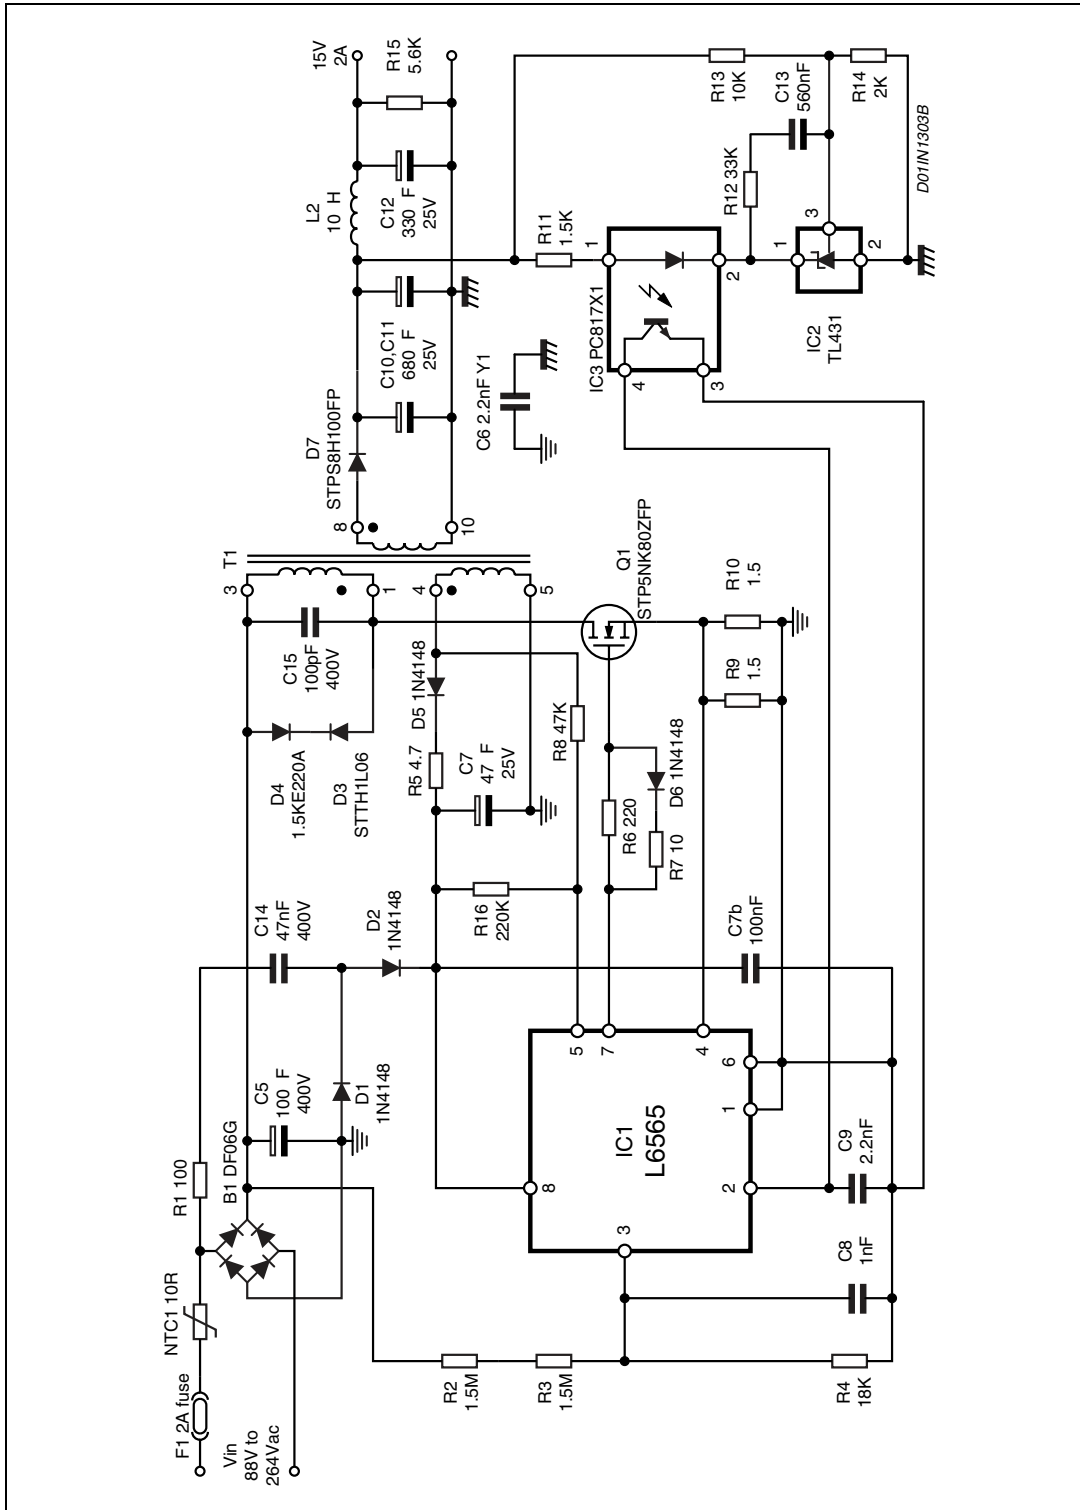 F1 2A fuse
Vin
88V to
264Vac
NTC1 10R
R1 100
B1 DF06G
C5
100 F
400V
D1
1N4148
C14
47nF
400V
D2
1N4148
D4
1.5KE220A
D3
STTH1L06
C15
100pF
400V
3
1
T1
4
5
8
10
D5 1N4148
R5 4.7
C7
47 F
25V
R16
220K
R8 47K
D7
STPS8H100FP
C10,C11
680 F
25V
L2
10 H
C12
330 F
25V
R15
5.6K
15V
2A
C6 2.2nF Y1
Q1
STP5NK80ZFP
R6 220
R7 10
D6 1N4148
R9
1.5
R10
1.5
C7b
100nF
IC1
L6565
8
5
7
4
6
1
2
3
R2
1.5M
R3
1.5M
R4
18K
C8
1nF
C9
2.2nF
IC3 PC817X1
4
3
1
2
R11
1.5K
R12 33K
C13
560nF
R13
10K
R14
2K
IC2
TL431
1
3
2
D01IN1303B